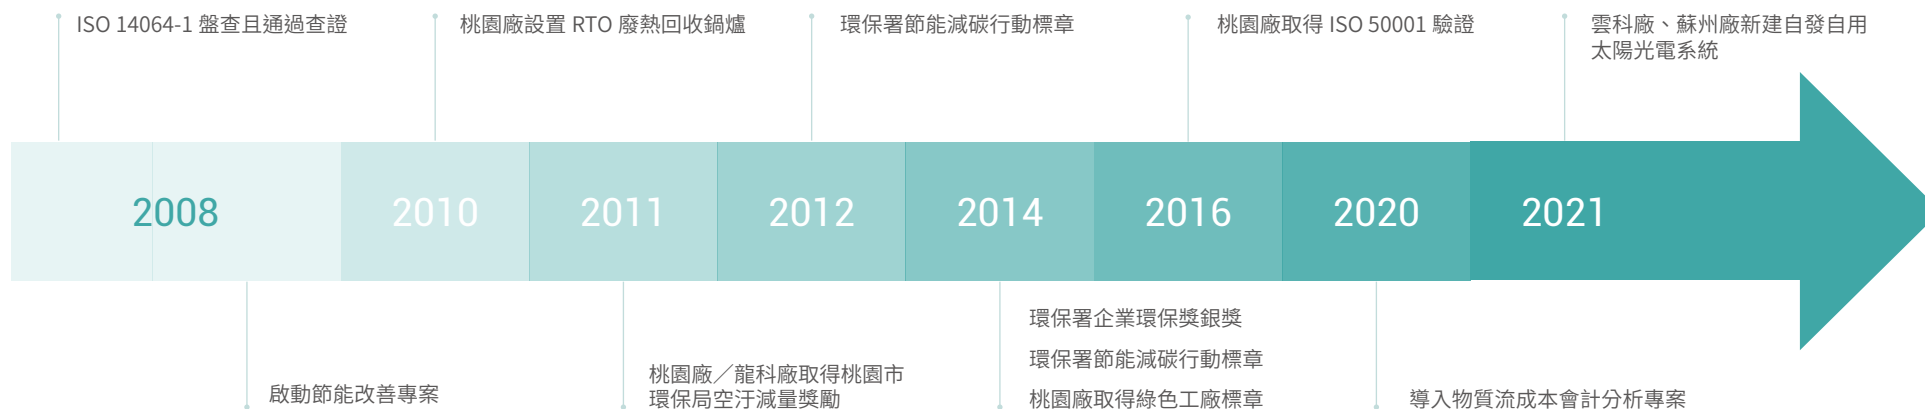 ISO 14064-1 盤查且通過查證
桃園廠設置 RTO 廢熱回收鍋爐
環保署節能減碳行動標章
桃園廠取得 ISO 50001 驗證
雲科廠、蘇州廠新建自發自用
太陽光電系統
2008
2010
2011
2012
2014
2016
2020
2021
啟動節能改善專案
桃園廠／龍科廠取得桃園市
環保局空汙減量獎勵
環保署企業環保獎銀獎
環保署節能減碳行動標章
桃園廠取得綠色工廠標章
導入物質流成本會計分析專案